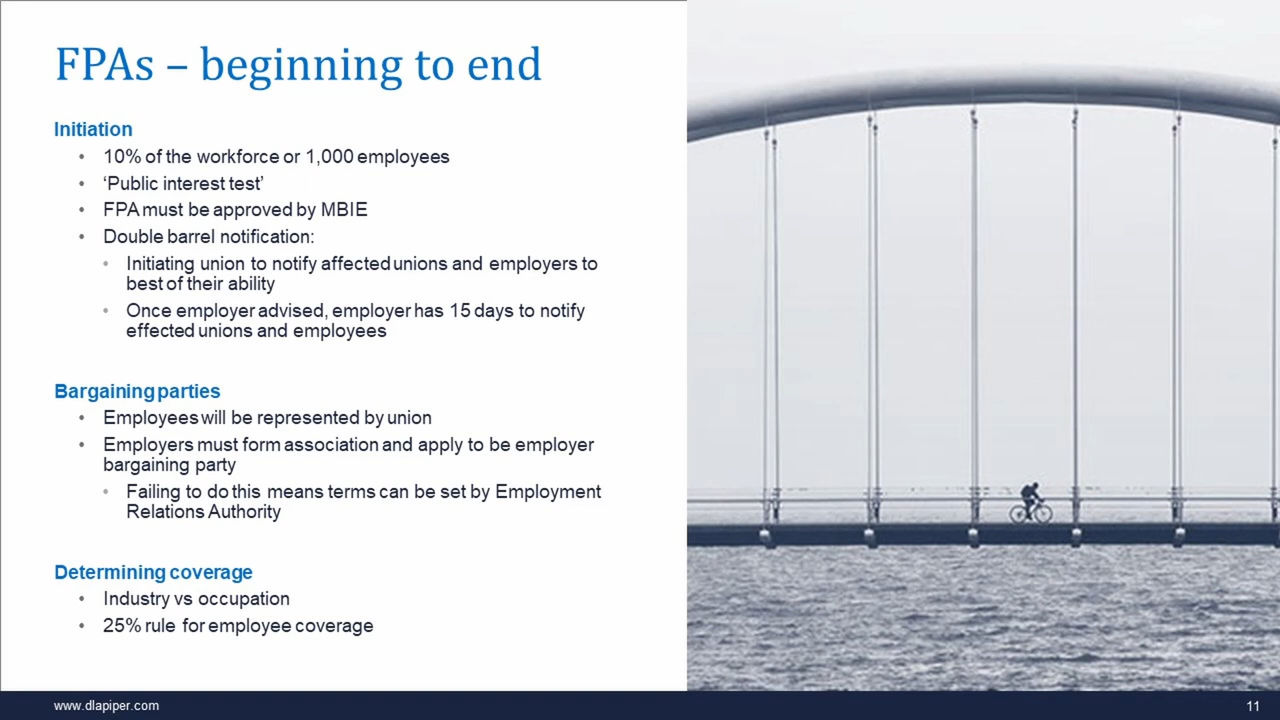 FPAs – beginning to end
Initiation
• 10% of the workforce or 1,000 employees
• ‘Public interest test’
• FPA must be approved by MBIE
• Double barrel notification:
• Initiating union to notify affected unions and employers to
best of their ability
• Once employer advised, employer has 15 days to notify
effected unions and employees
Bargaining parties
• Employees will be represented by union
• Employers must form association and apply to be employer
bargaining party
• Failing to do this means terms can be set by Employment
Relations Authority
Determining coverage
• Industry vs occupation
• 25% rule for employee coverage
www.dlapiper.com
11